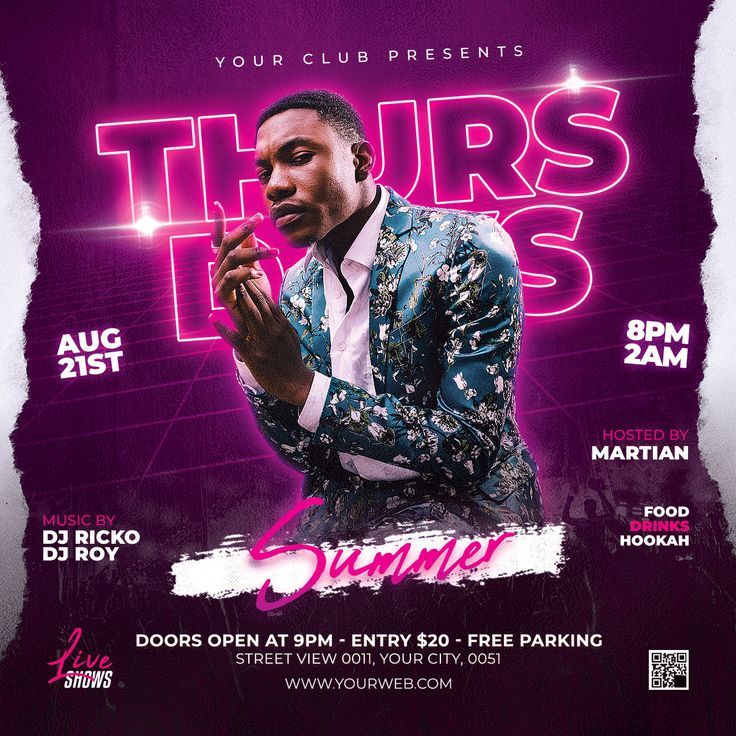 YOUR CLUB PRESENTS
THURS
DAYS
AUG
21ST
8PM
2AM
HOSTED BY
MARTIAN
MUSIC BY
DJ RICKO
DJ ROY
FOOD
DRINKS
HOOKAH
Summer
Live
SHOWS
DOORS OPEN AT 9PM - ENTRY $20 - FREE PARKING
STREET VIEW 0011, YOUR CITY, 0051
WWW.YOURWEB.COM